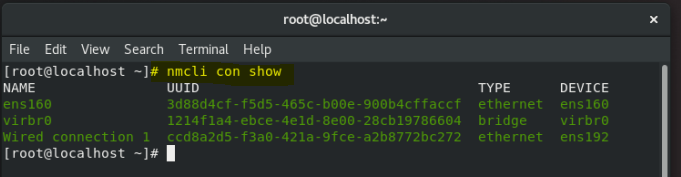 root@localhost:~
×
File Edit View Search Terminal Help
[root@localhost ~]# nmcli con show
NAME UUID TYPE DEVICE
ens160 3d88d4cf-f5d5-465c-b00e-900b4cffaccf ethernet ens160
virbr0 1214f1a4-ebce-4e1d-8e00-28cb19786604 bridge virbr0
Wired connection 1 ccd8a2d5-f3a0-421a-9fce-a2b8772bc272 ethernet ens192
[root@localhost ~]#